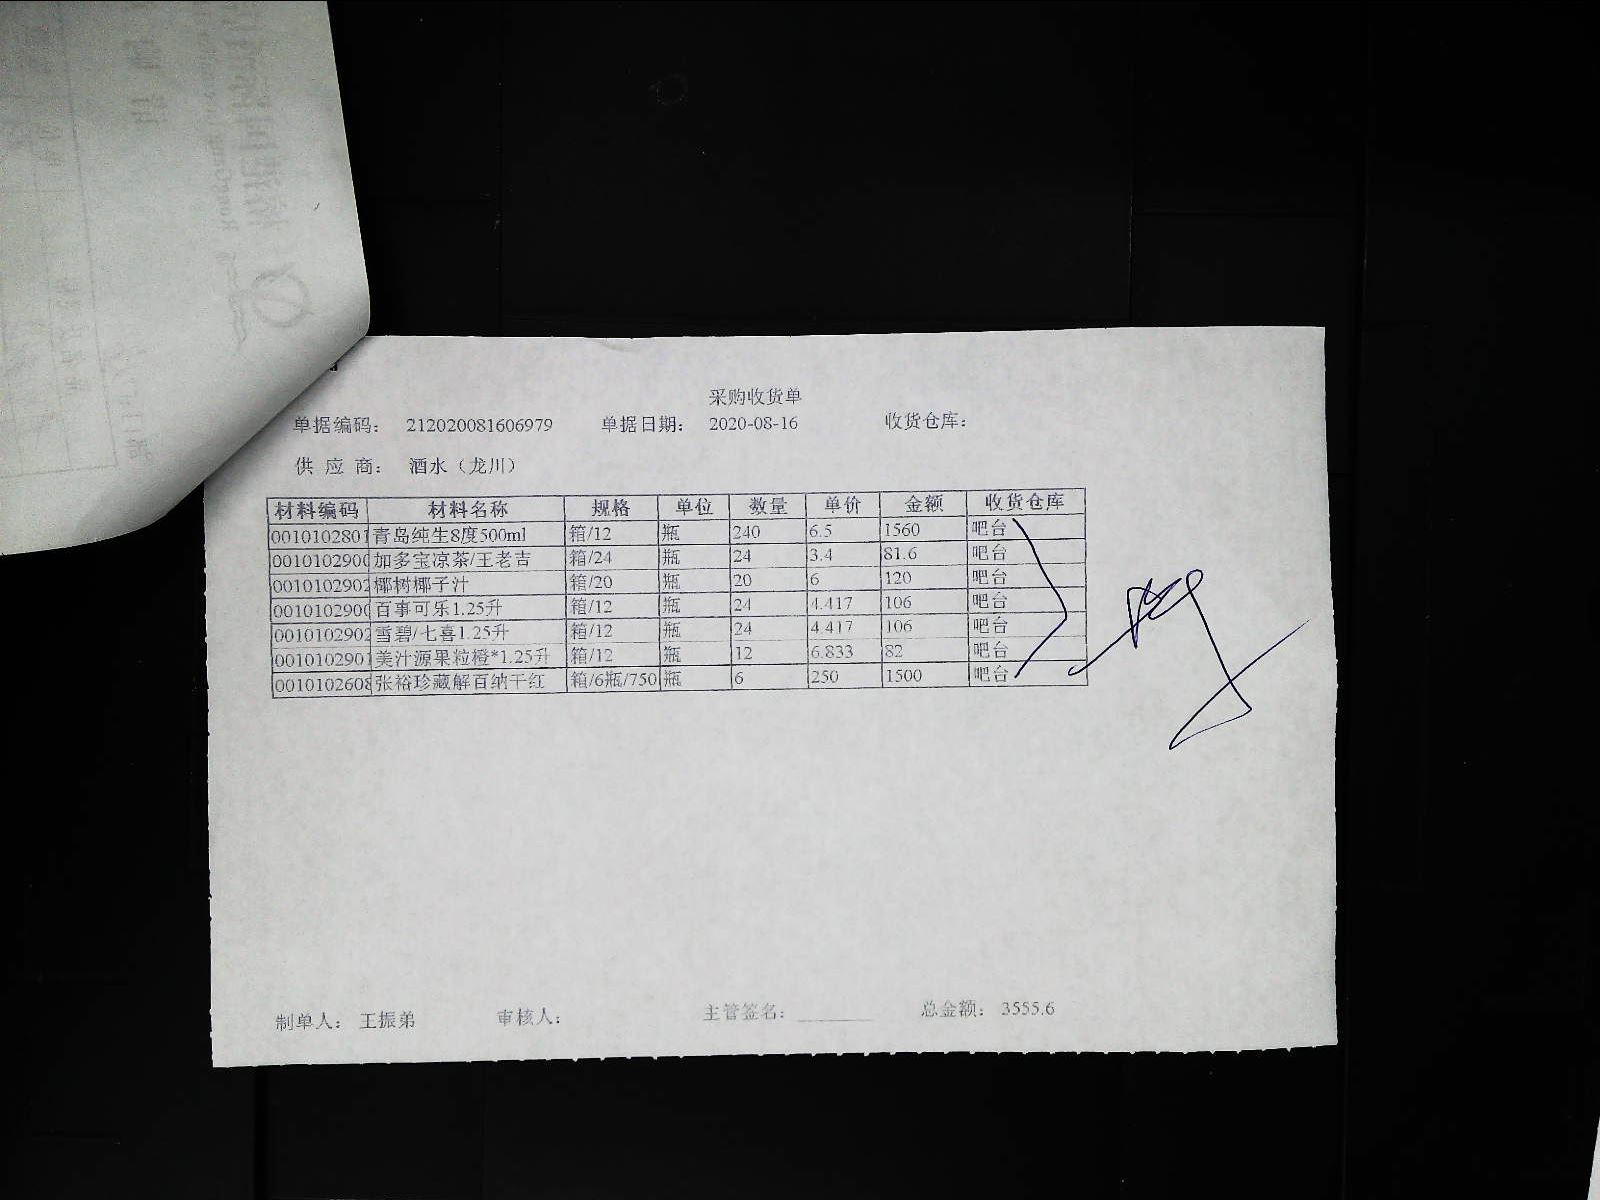 采购收货单
单据编码： 212020081606979 单据日期： 2020-08-16 收货仓库：
供 应 商： 酒水（龙川）
材料编码 材料名称 规格 单位 数量 单价 金额 收货仓库
0010102801 青岛纯生8度500ml 箱/12 瓶 240 6.5 1560 吧台
001010290 加多宝凉茶/王老吉 箱/24 瓶 24 3.4 81.6 吧台
001010290 椰树椰子汁 箱/20 瓶 20 6 120 吧台
001010290 百事可乐1.25升 箱/12 瓶 24 4.417 106 吧台
001010290 雪碧/七喜1.25升 箱/12 瓶 24 4.417 106 吧台
0010102901 美汁源果粒橙*1.25升 箱/12 瓶 12 6.833 82 吧台
001010260 张裕珍藏解百纳干红 箱/6瓶/750 瓶 6 250 1500 吧台
制单人： 王振弟 审核人： 主管签名： 总金额： 3555.6